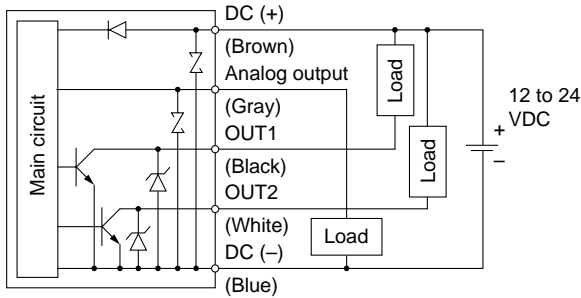 DC (+)
(Brown)
Analog output
(Gray)
OUT1
(Black)
OUT2
(White)
DC (–)
(Blue)
Main circuit
Load
Load
Load
12 to 24
VDC
+
–